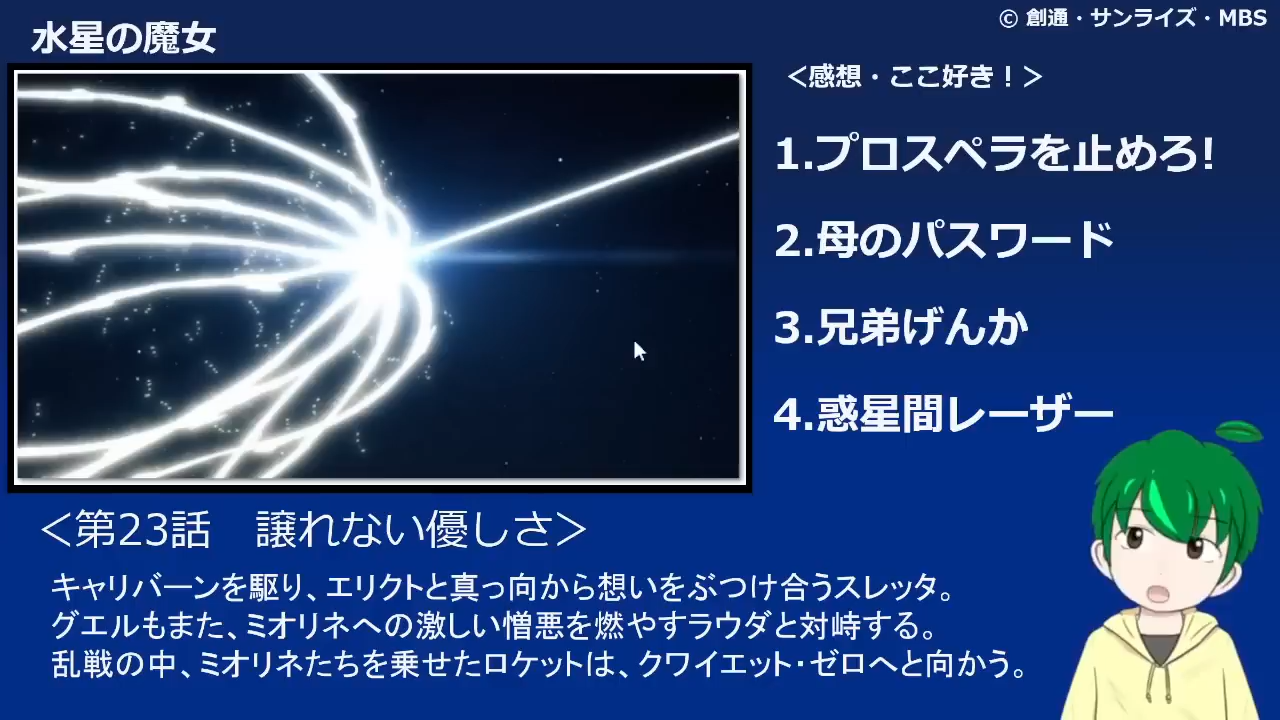 水星の魔女
© 創通・サンライズ・MBS
＜感想・ここ好き！＞
1.プロスペラを止めろ!
2.母のパスワード
3.兄弟げんか
4.惑星間レーザー
＜第23話　譲れない優しさ＞
キャリバーンを駆り、エリクトと真っ向から想いをぶつけ合うスレッタ。
グエルもまた、ミオリネへの激しい憎悪を燃やすラウダと対峙する。
乱戦の中、ミオリネたちを乗せたロケットは、クワイエット・ゼロへと向かう。